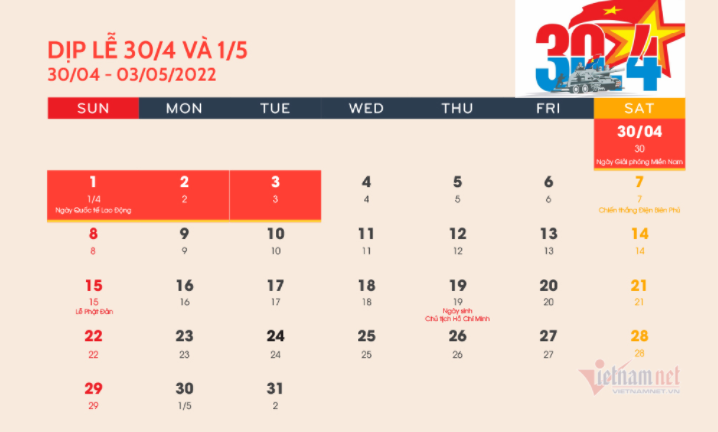 DỊP LỄ 30/4 VÀ 1/5
30/04 - 03/05/2022
30 4
SUN MON TUE WED THU FRI SAT
30/04
30
Ngày Giải phóng Miền Nam
1 2 3 4 5 6 7
1/4 2 3 4 5 6 7
Ngày Quốc tế Lao Động Chiến thắng Điện Biên Phủ
8 9 10 11 12 13 14
8 9 10 11 12 13 14
15 16 17 18 19 20 21
15 16 17 18 19 20 21
Lễ Phật Đản Ngày sinh
Chủ tịch Hồ Chí Minh
22 23 24 25 26 27 28
22 23 24 25 26 27 28
29 30 31
29 1/5 2
Vietnamnet
VIETNAMNET.VN